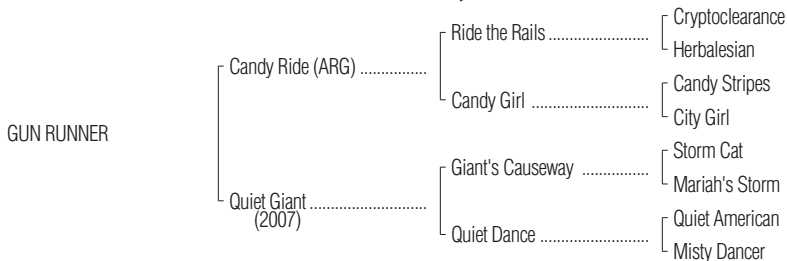 Cryptoclearance
Ride the Rails ........................
Herbalesian
Candy Ride (ARG) ................
Candy Stripes
Candy Girl ............................
City Girl
GUN RUNNER
Storm Cat
Giant's Causeway ................
Mariah's Storm
Quiet Giant ............................
(2007)
Quiet American
Quiet Dance ..........................
Misty Dancer